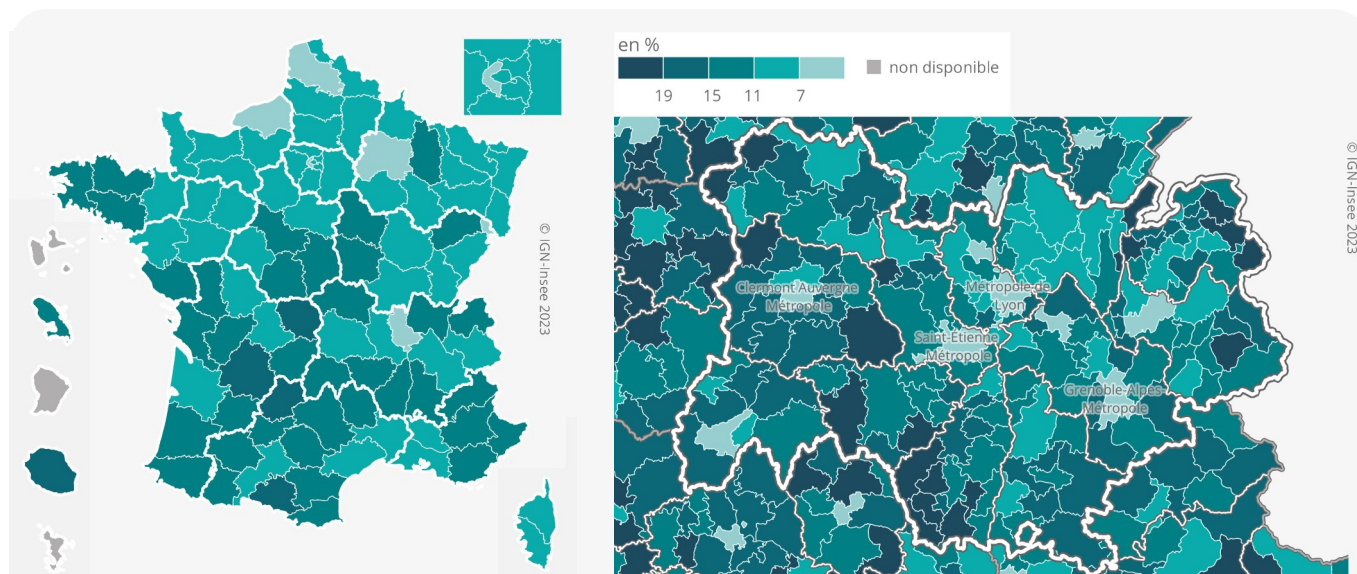 en %
19 15 11 7
non disponible
© IGN-Insee 2023
© IGN-Insee 2023
Clermont Auvergne
Métropole
Métropole de
Lyon
Saint-Etienne
Métropole
Grenoble-Alpes-
Métropole